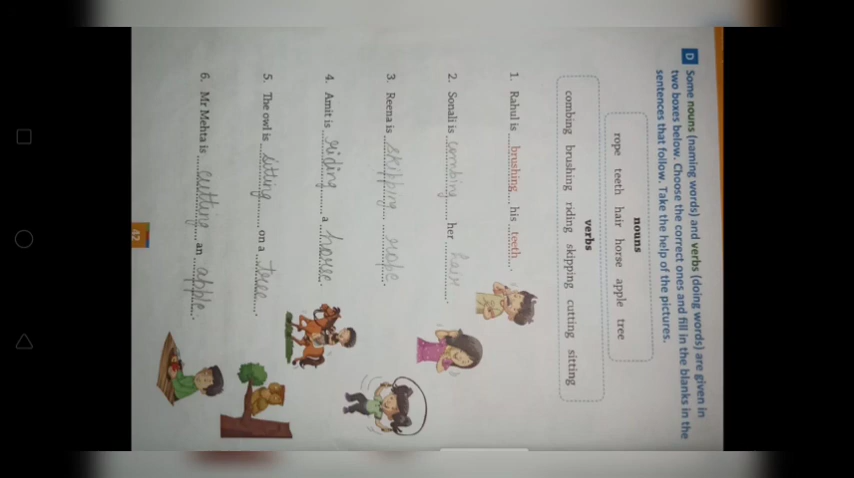 D Some nouns (naming words) and verbs (doing words) are given in
two boxes below. Choose the correct ones and fill in the blanks in the
sentences that follow. Take the help of the pictures.
nouns
rope teeth hair horse apple tree
verbs
combing brushing riding skipping cutting sitting
1. Rahul is brushing his teeth.
2. Sonali is combing her hair.
3. Reena is skipping rope.
4. Amit is riding a horse.
5. The owl is sitting on a tree.
6. Mr Mehta is cutting an apple.
42